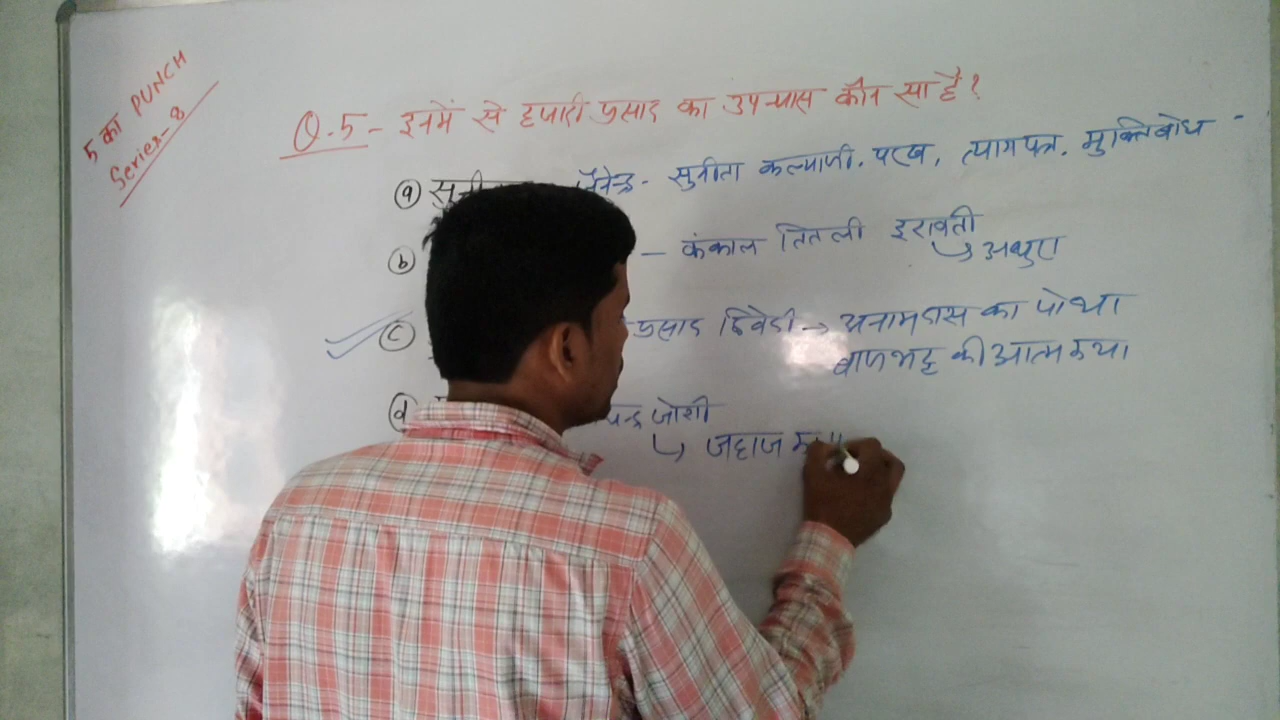 5 का PUNCH
Series-8
Q.5- इनमें से हजारी प्रसाद का उपन्यास कौन सा है?
(a) जैनेन्द्र - सुनीता कल्याणी. परख, त्यागपत्र. मुक्तिबोध -
(b) - कंकाल तितली इरावती
↳ अधुरा
(c) प्रसाद द्विवेदी → अनामदास का पोथा
बाणभट्ट की आत्मकथा
(d) चन्द्र जोशी
↳ जहाज